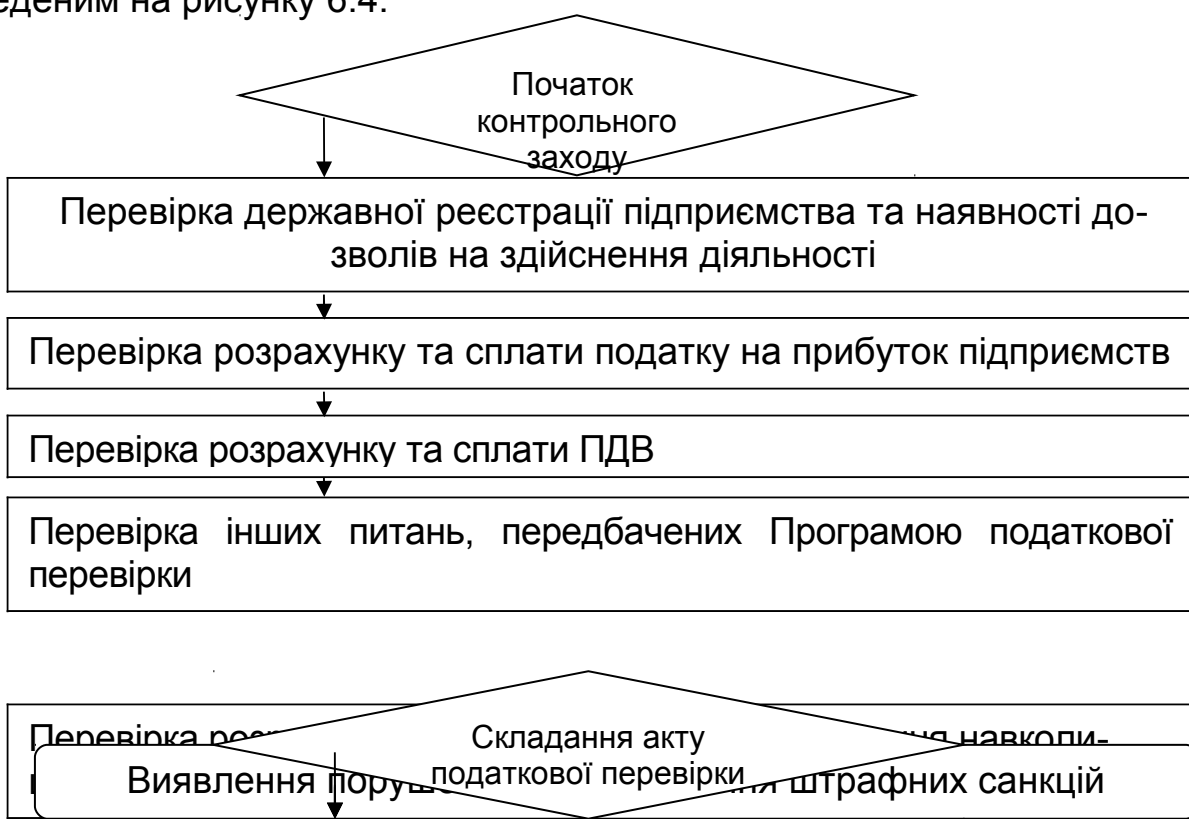 на рисунку 6.4.
Початок
контрольного
заходу
Перевірка державної реєстрації підприємства та наявності до-
зволів на здійснення діяльності
Перевірка розрахунку та сплати податку на прибуток підприємств
Перевірка розрахунку та сплати ПДВ
Перевірка інших питань, передбачених Програмою податкової
перевірки
Складання акту
податкової перевірки
Перевірка навколи-
Виявлення штрафних санкцій